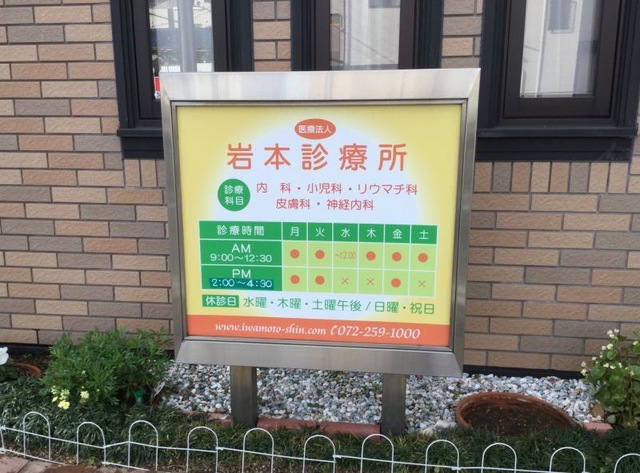 医療法人
岩本診療所
診療科目
内　科・小児科・リウマチ科
皮膚科・神経内科
診療時間 月 火 水 木 金 土
AM 9:00～12:30 ● ● ～12:00 ● ● ●
PM 2:00～4:30 ● ● × × ● ×
休診日 水曜・木曜・土曜午後/日曜・祝日
www.iwamoto-shin.com 072-259-1000